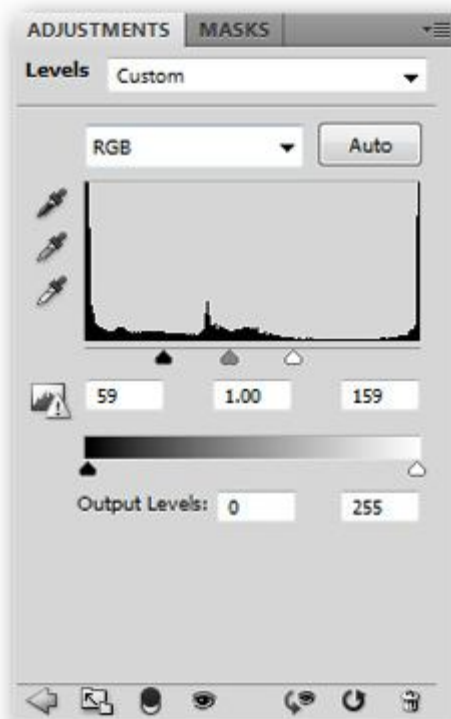 ADJUSTMENTS MASKS
Levels Custom
RGB Auto
59 1.00 159
Output Levels: 0 255